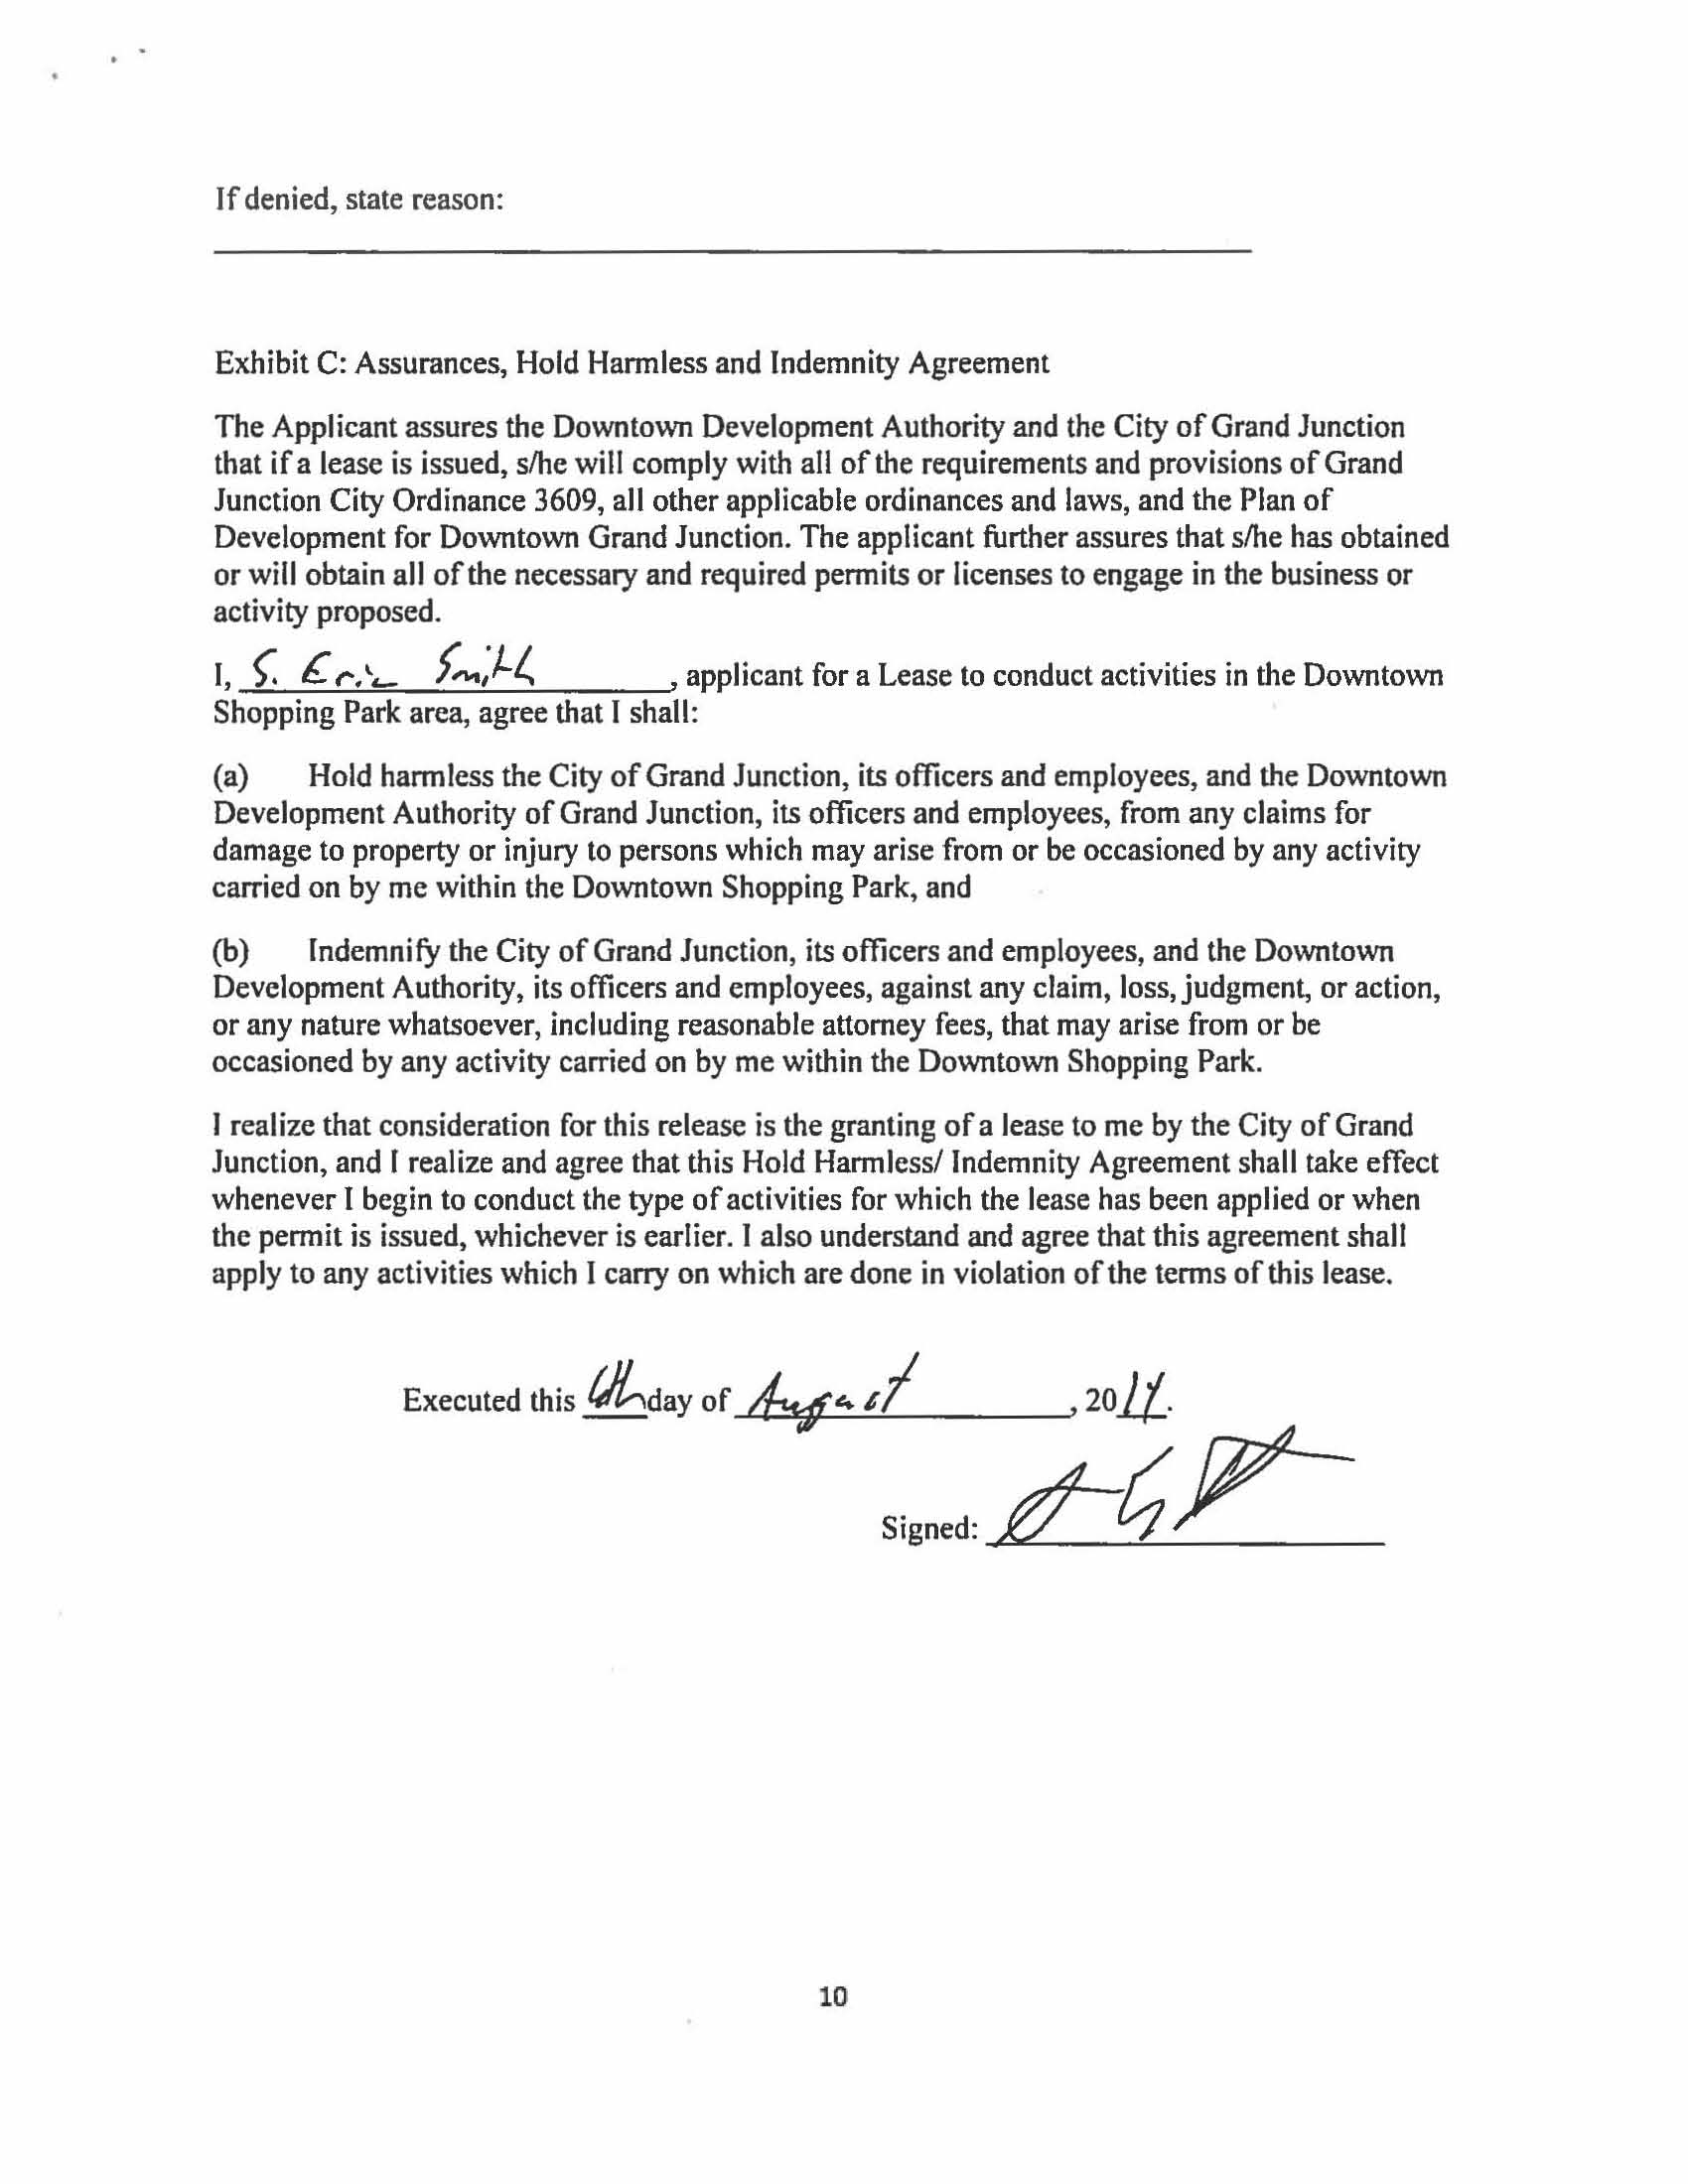 If denied, state reason:
Exhibit C: Assurances, Hold Harmless and Indemnity Agreement
The Applicant assures the Downtown Development Authority and the City of Grand Junction
that if a lease is issued, s/he will comply with all of the requirements and provisions of Grand
Junction City Ordinance 3609, all other applicable ordinances and laws, and the Plan of
Development for Downtown Grand Junction. The applicant further assures that s/he has obtained
or will obtain all of the necessary and required permits or licenses to engage in the business or
activity proposed.
I, S. Eric Smith, applicant for a Lease to conduct activities in the Downtown
Shopping Park area, agree that I shall:
(a) Hold harmless the City of Grand Junction, its officers and employees, and the Downtown
Development Authority of Grand Junction, its officers and employees, from any claims for
damage to property or injury to persons which may arise from or be occasioned by any activity
carried on by me within the Downtown Shopping Park, and
(b) Indemnify the City of Grand Junction, its officers and employees, and the Downtown
Development Authority, its officers and employees, against any claim, loss, judgment, or action,
or any nature whatsoever, including reasonable attorney fees, that may arise from or be
occasioned by any activity carried on by me within the Downtown Shopping Park.
I realize that consideration for this release is the granting of a lease to me by the City of Grand
Junction, and I realize and agree that this Hold Harmless/ Indemnity Agreement shall take effect
whenever I begin to conduct the type of activities for which the lease has been applied or when
the permit is issued, whichever is earlier. I also understand and agree that this agreement shall
apply to any activities which I carry on which are done in violation of the terms of this lease.
Executed this day of August, 2014.
Signed:
10